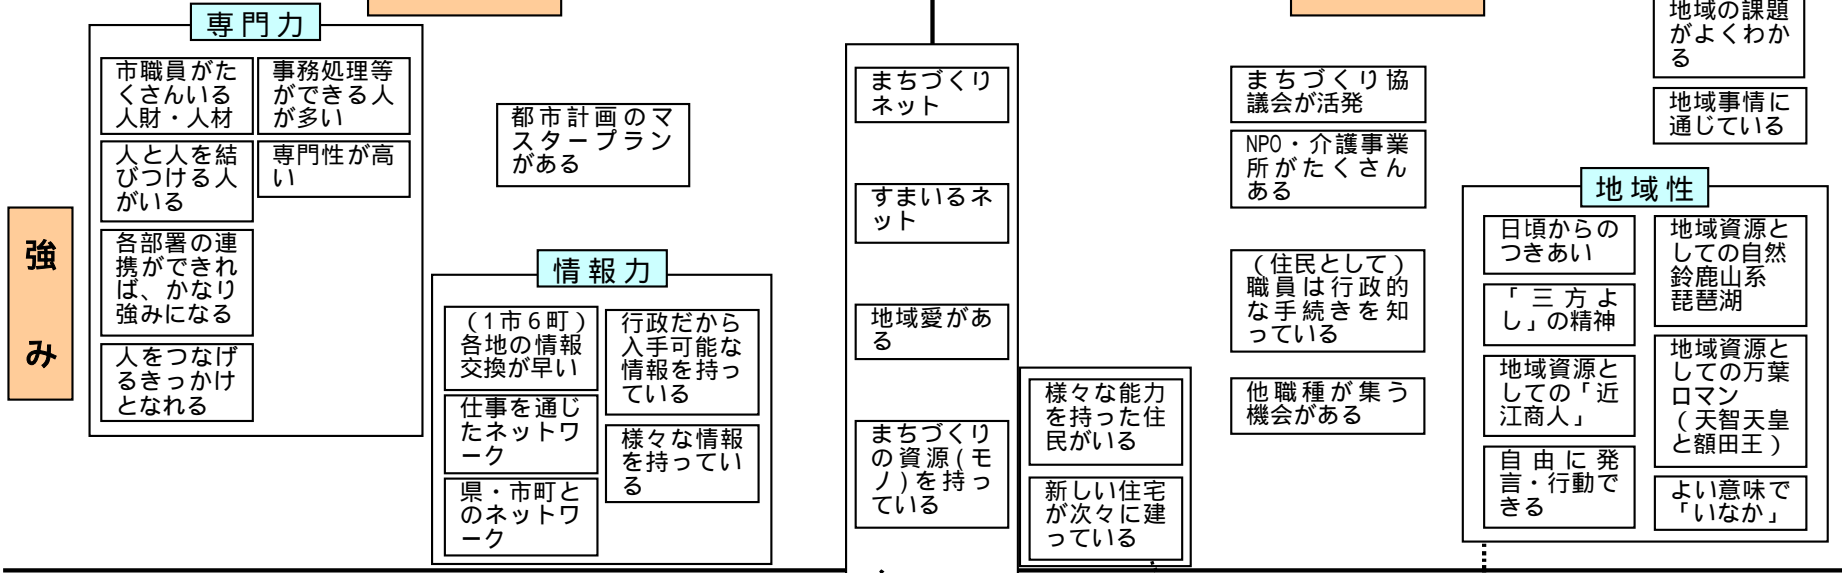 強
み
専門力
市職員がた
くさんいる
人財・人材
事務処理等
ができる人
が多い
人と人を結
びつける人
がいる
専門性が高
い
各部署の連
携ができれ
ば、かなり
強みになる
人をつなげ
るきっかけ
となれる
都市計画のマ
スタープラン
がある
情報力
(1市6町)
各地の情報
交換が早い
行政だから
入手可能な
情報を持っ
ている
仕事を通じ
たネットワ
ーク
様々な情報
を持ってい
る
県・市町と
のネットワ
ーク
まちづくり
ネット
すまいるネ
ット
地域愛があ
る
まちづくり
の資源(モ
ノ)を持っ
ている
様々な能力
を持った住
民がいる
新しい住宅
が次々に建
っている
まちづくり協
議会が活発
NPO・介護事業
所がたくさん
ある
(住民として)
職員は行政的
な手続きを知
っている
他職種が集う
機会がある
地域の課題
がよくわか
る
地域事情に
通じている
地域性
日頃からの
つきあい
「三方よ
し」の精神
地域資源と
しての「近
江商人」
自由に発
言・行動で
きる
地域資源と
しての自然
鈴鹿山系
琵琶湖
地域資源と
しての万葉
ロマン
(天智天皇
と額田王)
よい意味で
「いなか」